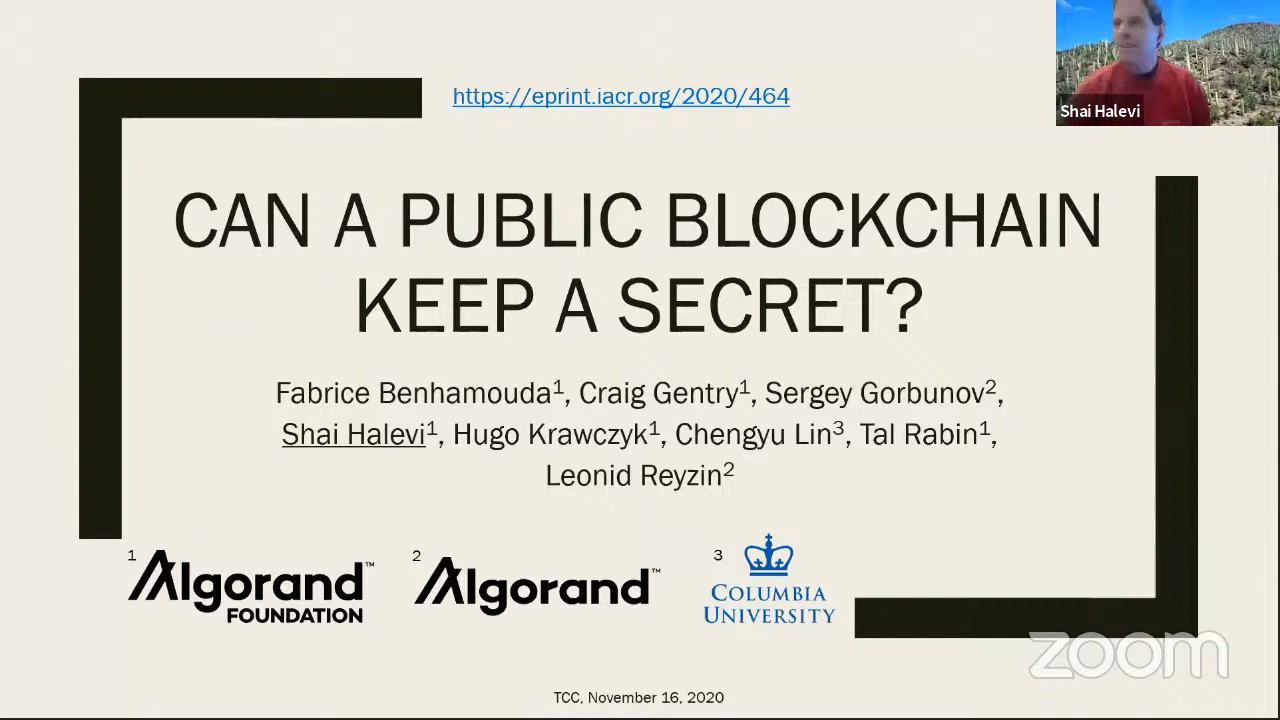 https://eprint.iacr.org/2020/464
Shai Halevi
CAN A PUBLIC BLOCKCHAIN
KEEP A SECRET?
Fabrice Benhamouda¹, Craig Gentry¹, Sergey Gorbunov²,
Shai Halevi¹, Hugo Krawczyk¹, Chengyu Lin³, Tal Rabin¹,
Leonid Reyzin²
1 Algorand™
FOUNDATION
2 Algorand™
3 COLUMBIA
UNIVERSITY
zoom
TCC, November 16, 2020